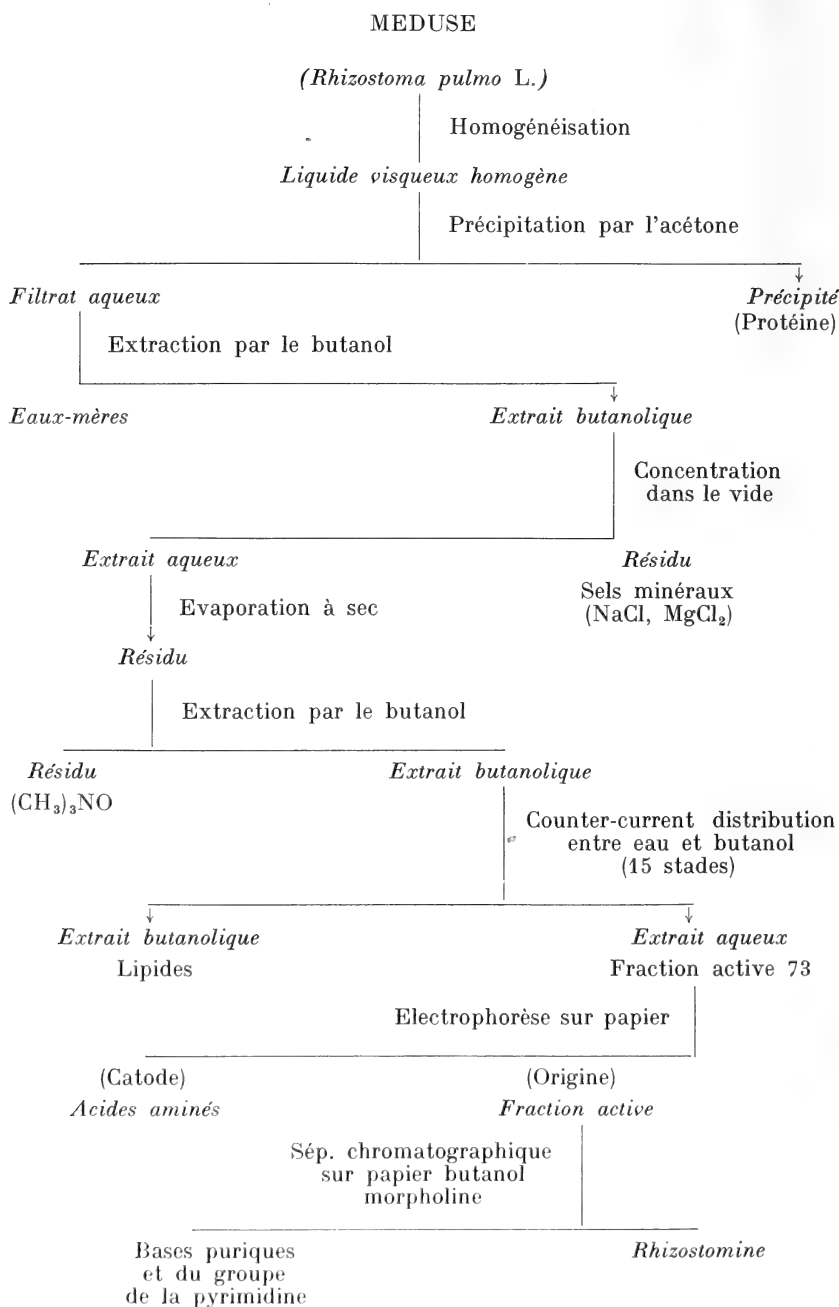 MEDUSE
(Rhizostoma pulmo L.)
Homogénéisation
Liquide visqueux homogène
Précipitation par l'acétone
Filtrat aqueux
Précipité
(Protéine)
Extraction par le butanol
Eaux-mères
Extrait butanolique
Concentration
dans le vide
Extrait aqueux
Résidu
Sels minéraux
(NaCl, MgCl₂)
Evaporation à sec
Résidu
Extraction par le butanol
Résidu
(CH₃)₃NO
Extrait butanolique
Counter-current distribution
entre eau et butanol
(15 stades)
Extrait butanolique
Lipides
Extrait aqueux
Fraction active 73
Electrophorèse sur papier
(Catode)
Acides aminés
(Origine)
Fraction active
Sép. chromatographique
sur papier butanol
morpholine
Bases puriques
et du groupe
de la pyrimidine
Rhizostomine